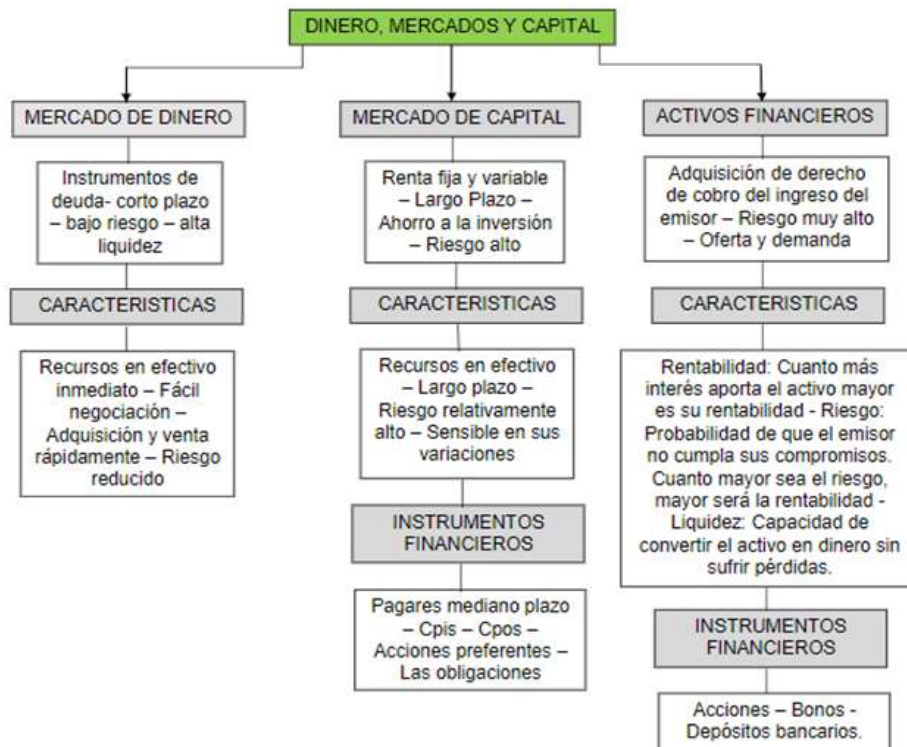 DINERO, MERCADOS Y CAPITAL
MERCADO DE DINERO
Instrumentos de
deuda- corto plazo
– bajo riesgo – alta
liquidez
CARACTERISTICAS
Recursos en efectivo
inmediato – Fácil
negociación –
Adquisición y venta
rápidamente – Riesgo
reducido
MERCADO DE CAPITAL
Renta fija y variable
– Largo Plazo –
Ahorro a la inversión
– Riesgo alto
CARACTERISTICAS
Recursos en efectivo
– Largo plazo –
Riesgo relativamente
alto – Sensible en sus
variaciones
INSTRUMENTOS
FINANCIEROS
Pagares mediano plazo
– Cpis – Cpos –
Acciones preferentes –
Las obligaciones
ACTIVOS FINANCIEROS
Adquisición de derecho
de cobro del ingreso del
emisor – Riesgo muy alto
– Oferta y demanda
CARACTERISTICAS
Rentabilidad: Cuanto más
interés aporta el activo mayor
es su rentabilidad - Riesgo:
Probabilidad de que el emisor
no cumpla sus compromisos.
Cuanto mayor sea el riesgo,
mayor será la rentabilidad -
Liquidez: Capacidad de
convertir el activo en dinero sin
sufrir pérdidas.
INSTRUMENTOS
FINANCIEROS
Acciones – Bonos -
Depósitos bancarios.